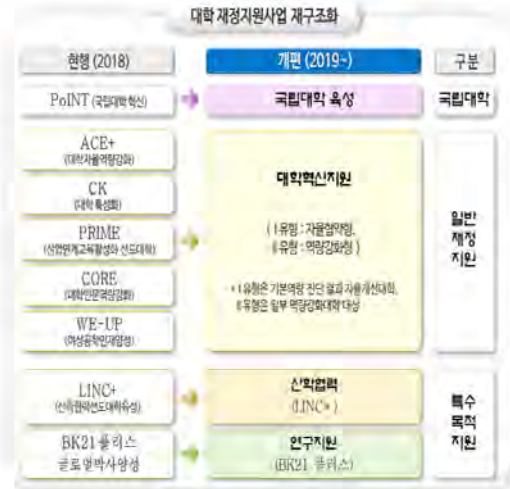 대학 재정지원사업 재구조화
현행 (2018)
개편 (2019~)
구분
PoINT (국립대학 혁신)
국립대학 육성
국립대학
ACE+
(대학자율역량강화)
CK
(대학 특성화)
PRIME
(산업연계교육활성화 선도대학)
CORE
(대학인문역량강화)
WE-UP
(여성공학인재양성)
대학혁신지원
( I유형 : 자율협약형,
II유형 : 역량강화형 )
* I유형은 기본역량 진단 결과 자율개선대학,
II유형은 일부 역량강화대학 대상
일반
재정
지원
LINC+
(산학협력선도대학육성)
산학협력
(LINC+)
특수
목적
지원
BK21 플러스
글로벌박사양성
연구지원
(BK21 플러스)